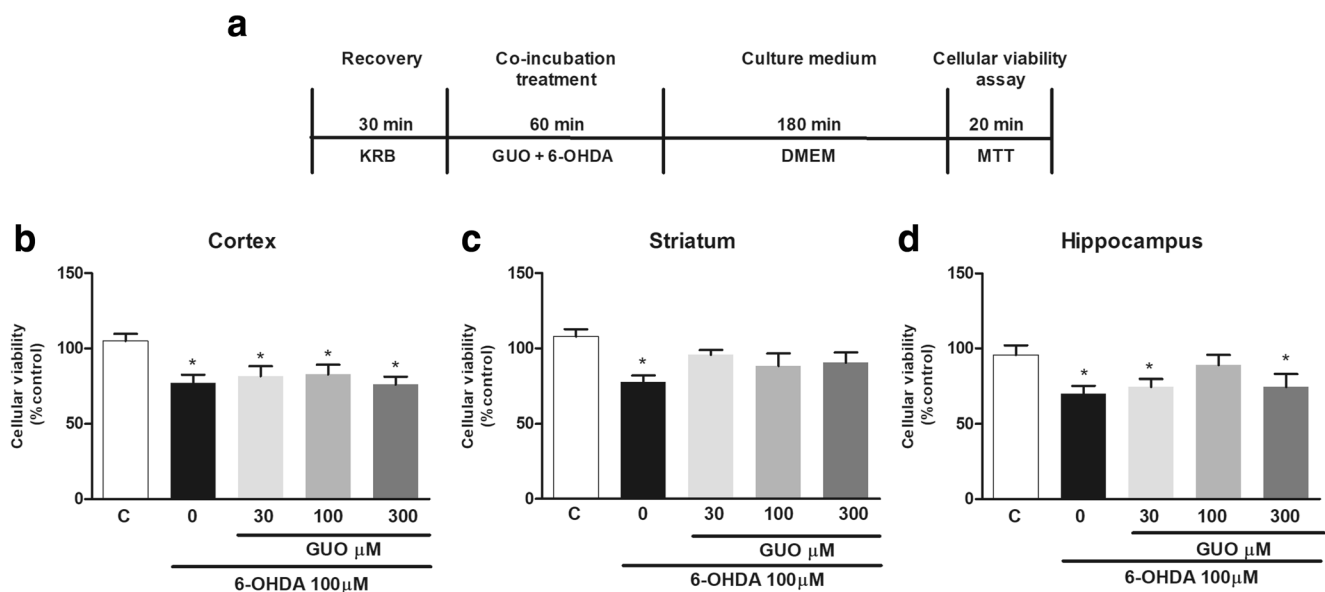 a
Recovery
Co-incubation
treatment
Culture medium
Cellular viability
assay
30 min
60 min
180 min
20 min
KRB
GUO + 6-OHDA
DMEM
MTT
b
Cortex
Cellular viability
(%control)
150
100
50
0
*
*
*
*
C
0
30
100
300
GUO μM
6-OHDA 100μM
c
Striatum
Cellular viability
(%control)
150
100
50
0
*
C
0
30
100
300
GUO μM
6-OHDA 100μM
d
Hippocampus
Cellular viability
(%control)
150
100
50
0
*
*
*
C
0
30
100
300
GUO μM
6-OHDA 100μM